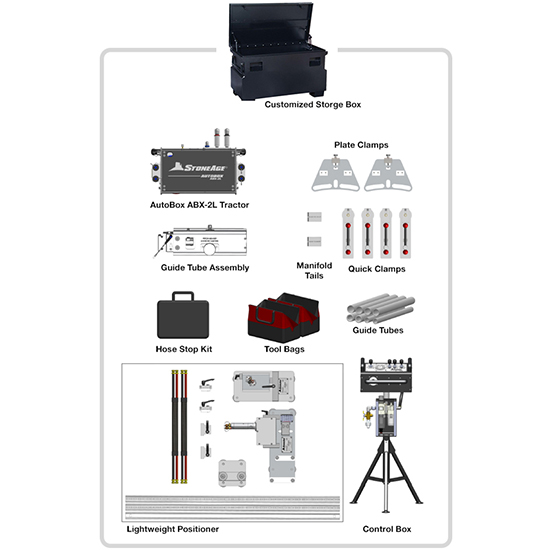 Customized Storge Box
STONEAGE
AUTOBOX
AutoBox ABX-2L Tractor
Plate Clamps
Guide Tube Assembly
Manifold
Tails
Quick Clamps
Hose Stop Kit
Tool Bags
Guide Tubes
Lightweight Positioner
Control Box